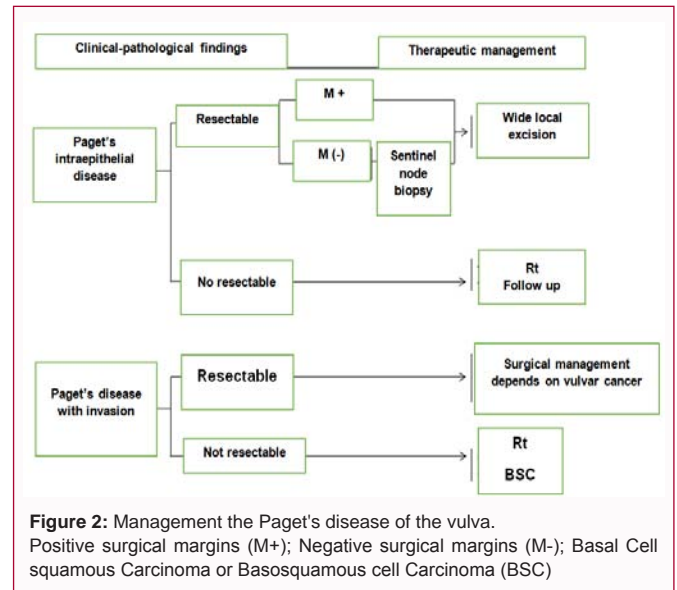 Clinical-pathological findings
Therapeutic management
Paget's
intraepithelial
disease
Resectable
M +
M (-)
Sentinel
node
biopsy
Wide local
excision
No resectable
Rt
Follow up
Paget's disease
with invasion
Resectable
Surgical management
depends on vulvar cancer
Not resectable
Rt
BSC
Figure 2: Management the Paget's disease of the vulva.
Positive surgical margins (M+); Negative surgical margins (M-); Basal Cell
squamous Carcinoma or Basosquamous cell Carcinoma (BSC)